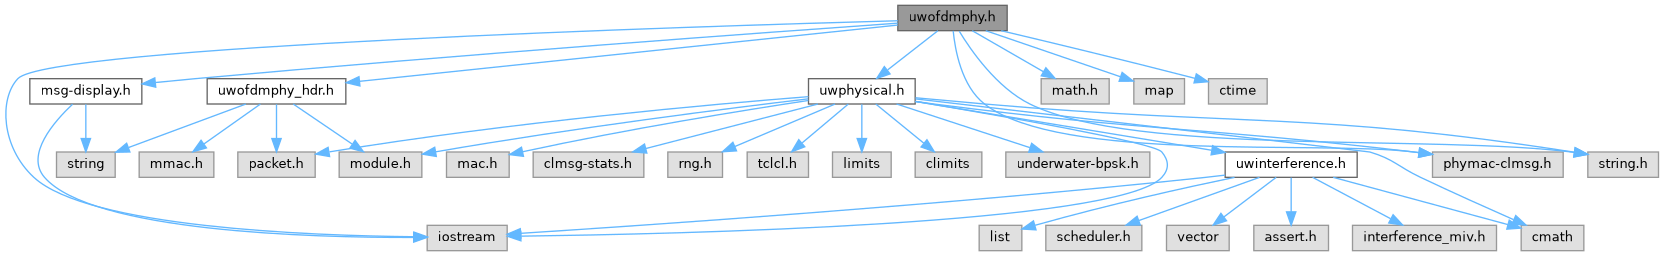 uwofdmphy.h
msg-display.h
uwofdmphy_hdr.h
uwphysical.h
math.h
map
ctime
string
mmac.h
packet.h
module.h
mac.h
clmsg-stats.h
rng.h
tclcl.h
limits
climits
underwater-bpsk.h
uwinterference.h
phymac-clmsg.h
string.h
iostream
list
scheduler.h
vector
assert.h
interference_miv.h
cmath